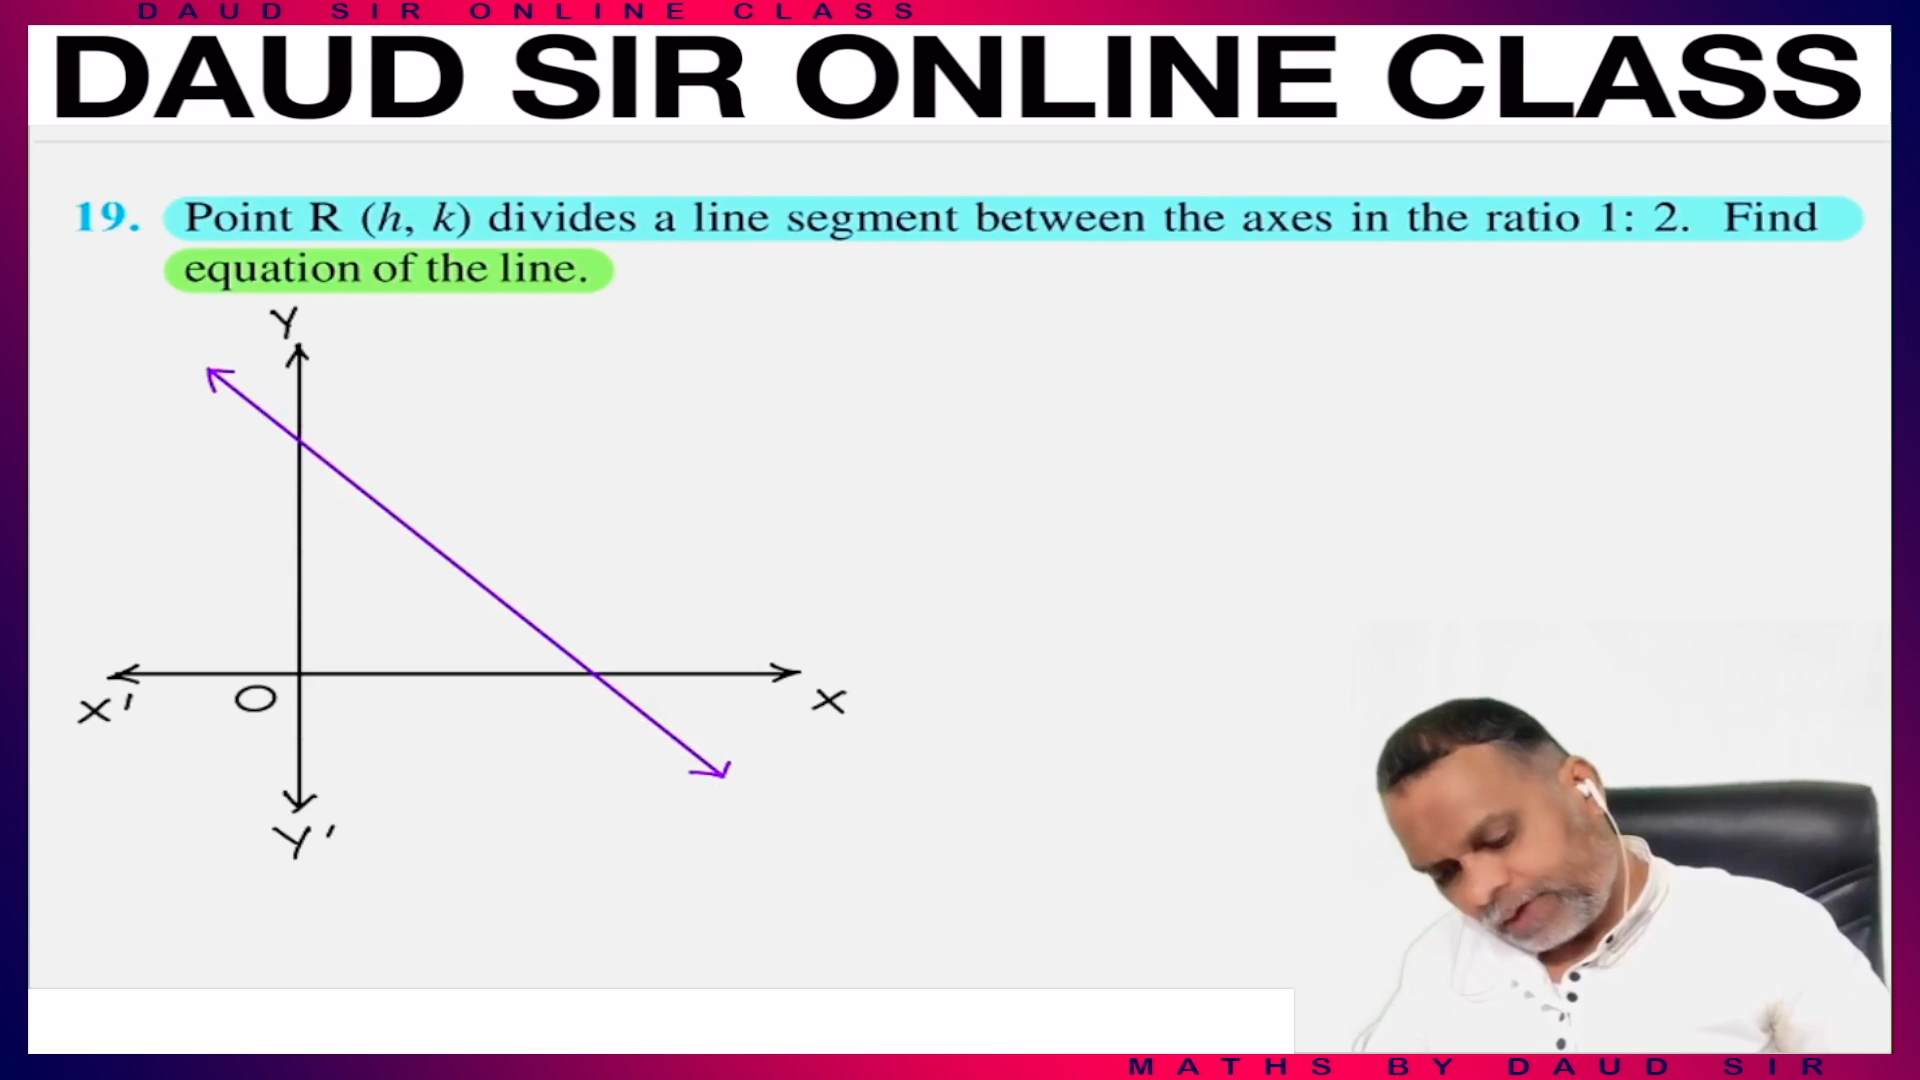 DAUD SIR ONLINE CLASS
DAUD SIR ONLINE CLASS
19. Point R (h, k) divides a line segment between the axes in the ratio 1: 2. Find
equation of the line.
Y
X'
O
X
Y'
MATHS BY DAUD SIR